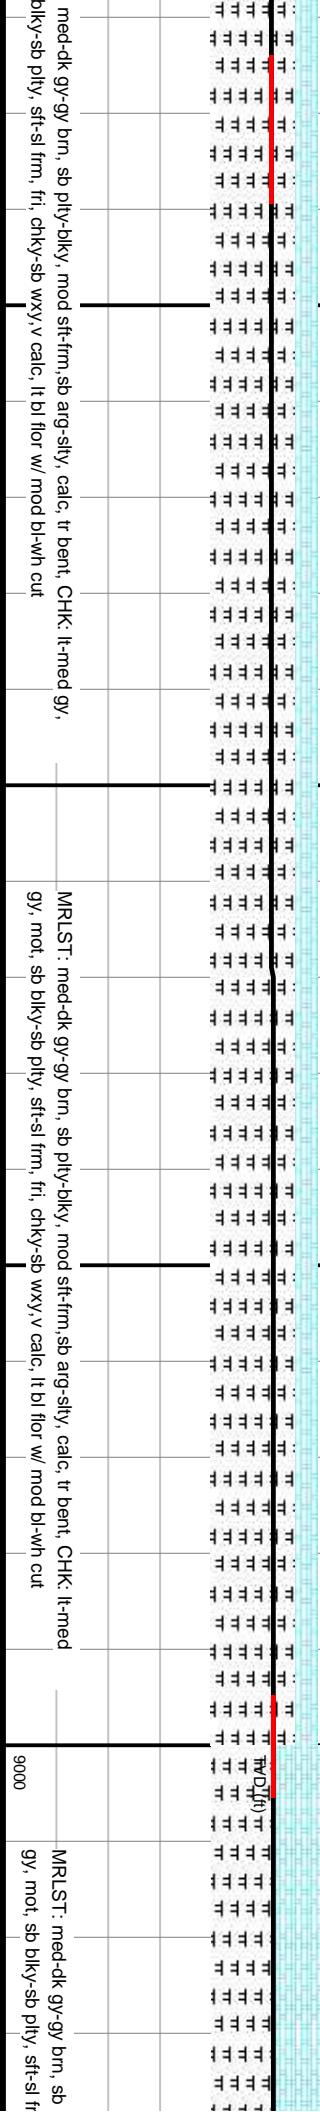 med-dk gy-gy brn, sb plty-blky, mod sft-frm,sb arg-slty, calc, tr bent, CHK: lt-med gy,
blky-sb plty, sft-sl frm, fri, chky-sb wxy,v calc, lt bl flor w/ mod bl-wh cut
MRLST: med-dk gy-gy brn, sb plty-blky, mod sft-frm,sb arg-slty, calc, tr bent, CHK: lt-med
gy, mot, sb blky-sb plty, sft-sl frm, fri, chky-sb wxy,v calc, lt bl flor w/ mod bl-wh cut
TVD (ft)
9000
MRLST: med-dk gy-gy brn, sb
gy, mot, sb blky-sb plty, sft-sl fr